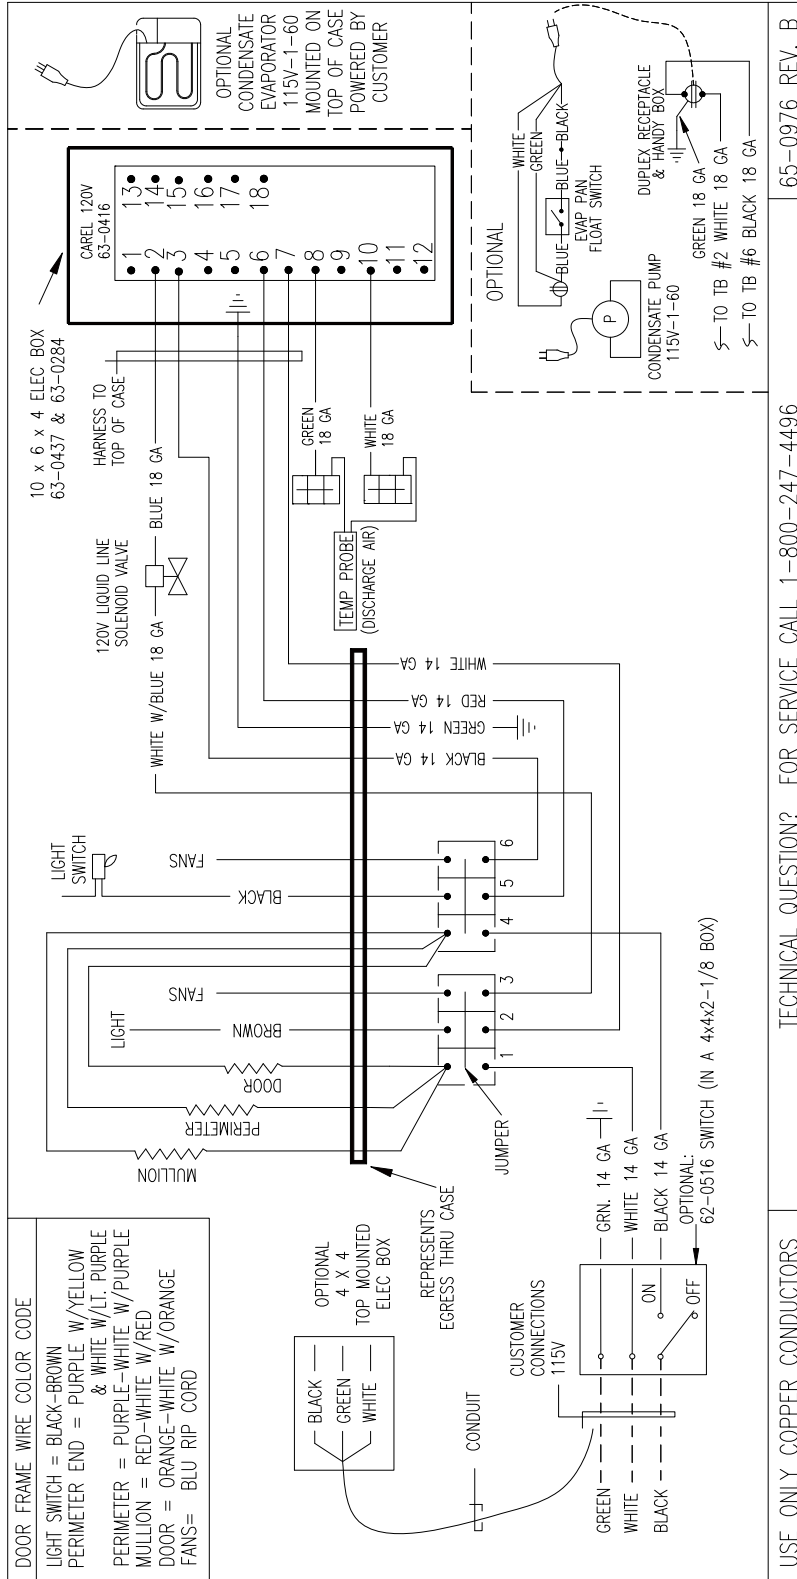 DOOR FRAME WIRE COLOR CODE
LIGHT SWITCH = BLACK-BROWN
PERIMETER END = PURPLE W/YELLOW
& WHITE W/LT. PURPLE
PERIMETER = PURPLE-WHITE W/PURPLE
MULLION = RED-WHITE W/RED
DOOR = ORANGE-WHITE W/ORANGE
FANS= BLU RIP CORD
OPTIONAL
4 X 4
TOP MOUNTED
ELEC BOX
BLACK
GREEN
WHITE
CONDUIT
REPRESENTS
EGRESS THRU CASE
CUSTOMER
CONNECTIONS
115V
GREEN
WHITE
BLACK
ON
OFF
GRN. 14 GA
WHITE 14 GA
BLACK 14 GA
OPTIONAL:
62-0516 SWITCH (IN A 4x4x2-1/8 BOX)
JUMPER
MULLION
PERIMETER
DOOR
LIGHT
BROWN
FANS
BLACK
FANS
LIGHT
SWITCH
1
2
3
4
5
6
BLACK 14 GA
GREEN 14 GA
RED 14 GA
WHITE 14 GA
WHITE W/BLUE 18 GA
120V LIQUID LINE
SOLENOID VALVE
BLUE 18 GA
TEMP PROBE
(DISCHARGE AIR)
GREEN
18 GA
WHITE
18 GA
HARNESS TO
TOP OF CASE
10 x 6 x 4 ELEC BOX
63-0437 & 63-0284
CAREL 120V
63-0416
1
2
3
4
5
6
7
8
9
10
11
12
13
14
15
16
17
18
OPTIONAL
CONDENSATE
EVAPORATOR
115V-1-60
MOUNTED ON
TOP OF CASE
POWERED BY
CUSTOMER
OPTIONAL
WHITE
GREEN
BLUE
BLUE
BLACK
EVAP PAN
FLOAT SWITCH
P
CONDENSATE PUMP
115V-1-60
DUPLEX RECEPTACLE
& HANDY BOX
GREEN 18 GA
TO TB #2 WHITE 18 GA
TO TB #6 BLACK 18 GA
USE ONLY COPPER CONDUCTORS
TECHNICAL QUESTION? FOR SERVICE CALL 1-800-247-4496
65-0976 REV. B